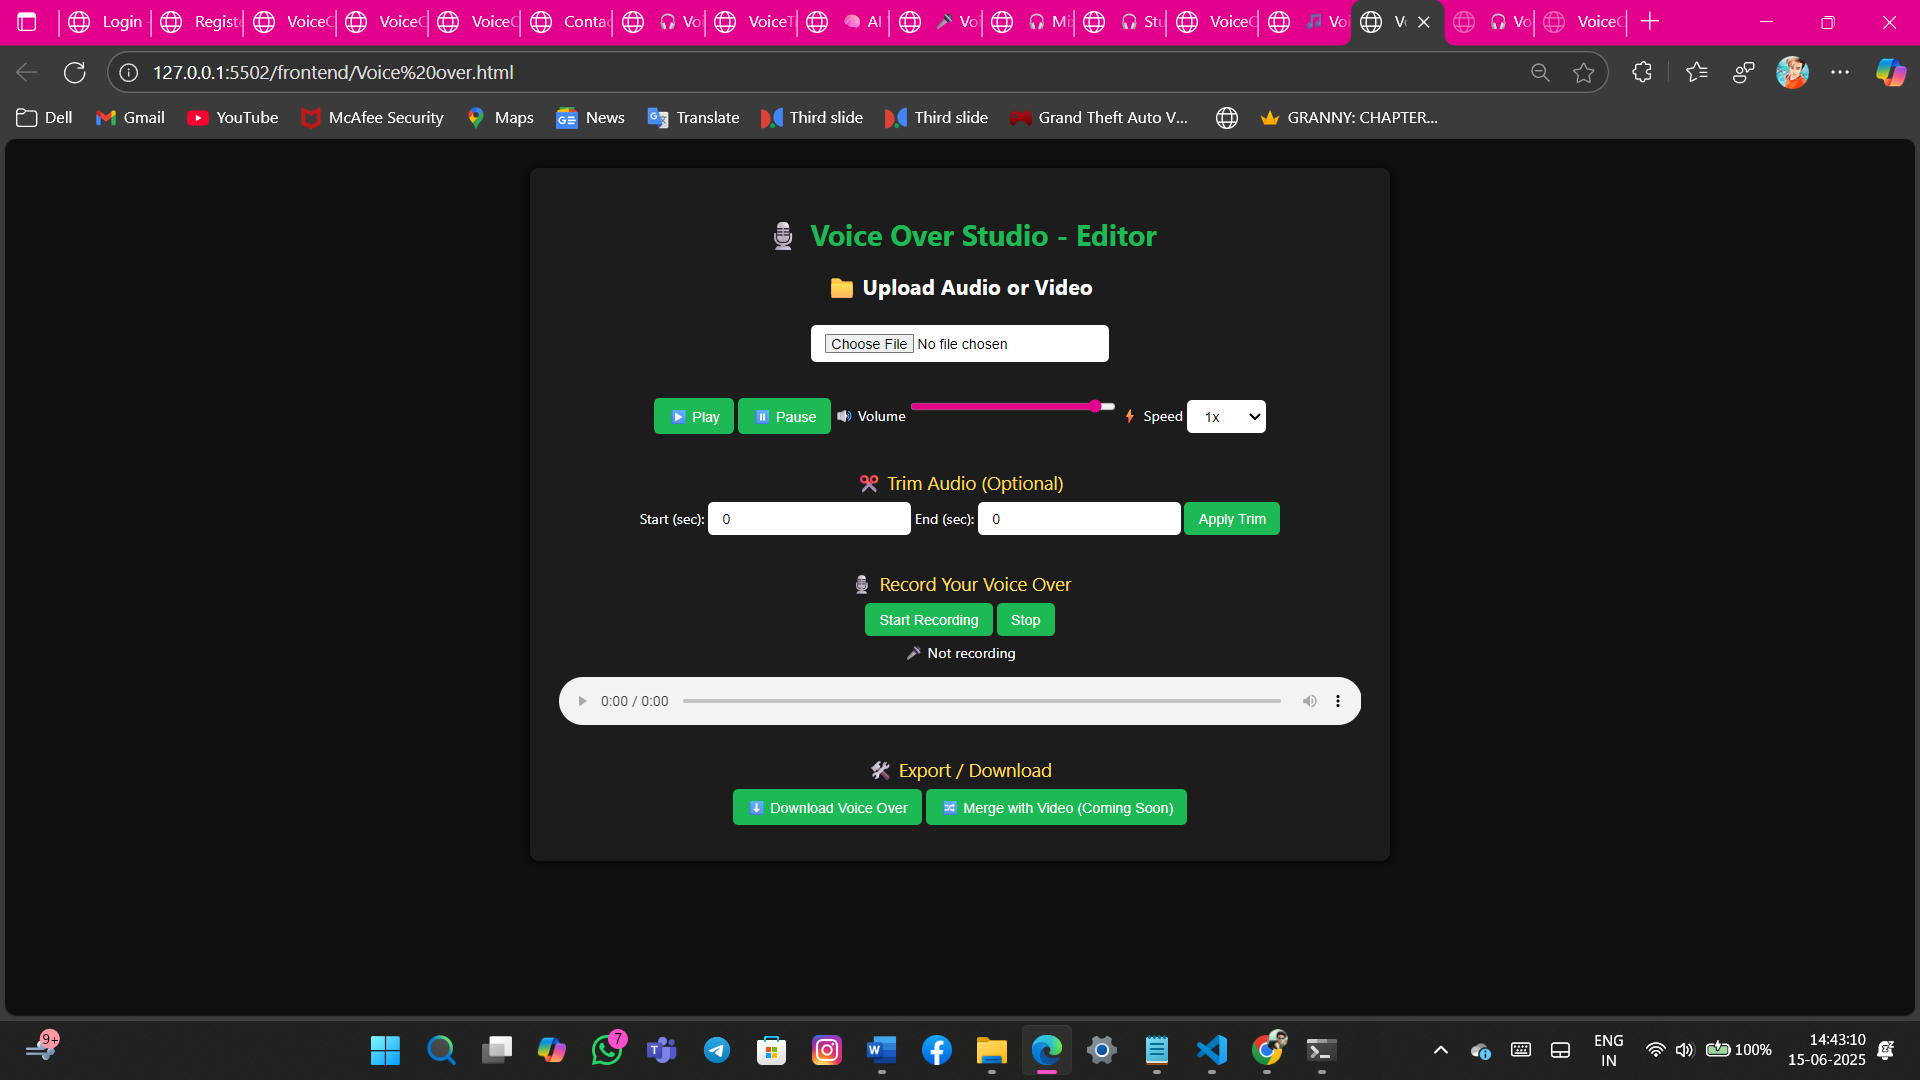 Login
Regist
VoiceC
VoiceC
VoiceC
Conta
Voi
VoiceT
AI
Voi
Mi
Stu
VoiceC
Voi
Vo
VoiceC
127.0.0.1:5502/frontend/Voice%20over.html
Dell
Gmail
YouTube
McAfee Security
Maps
News
Translate
Third slide
Third slide
Grand Theft Auto V...
GRANNY: CHAPTER...
Voice Over Studio - Editor
Upload Audio or Video
Choose File No file chosen
Play Pause Volume Speed 1x
Trim Audio (Optional)
Start (sec): 0 End (sec): 0 Apply Trim
Record Your Voice Over
Start Recording Stop
Not recording
0:00 / 0:00
Export / Download
Download Voice Over Merge with Video (Coming Soon)
9+
7
ENG
IN
100%
14:43:10
15-06-2025